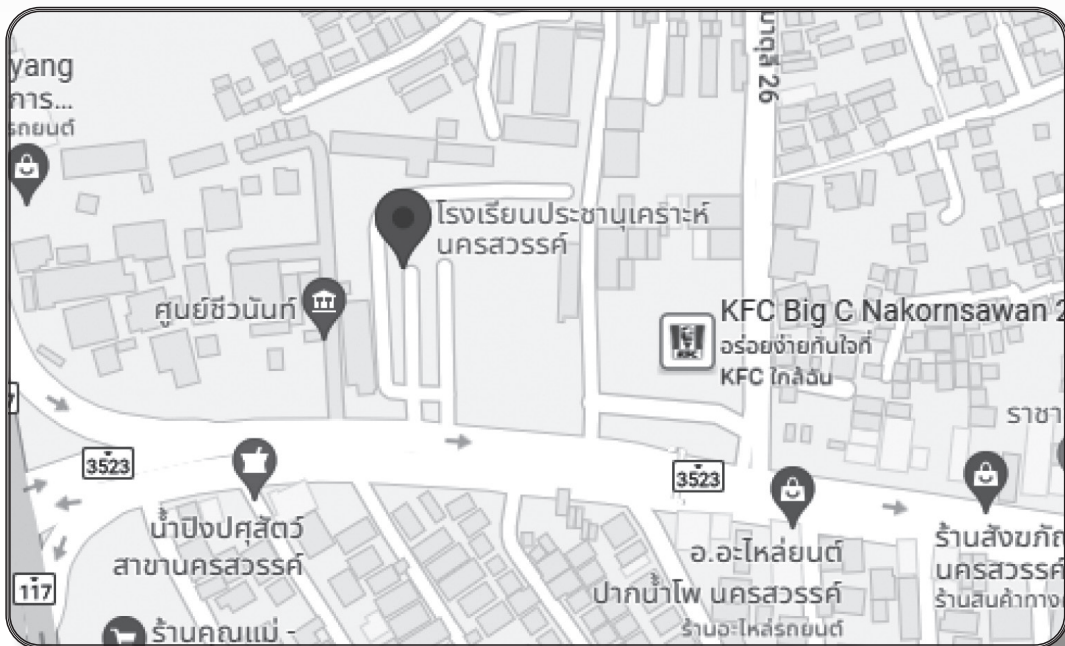 yang
การ...
รถยนต์
มาตุลี 26
โรงเรียนประชานุเคราะห์
นครสวรรค์
ศูนย์ชีวนันท์
KFC
KFC Big C Nakornsawan 2
อร่อยง่ายทันใจที่
KFC ใกล้ฉัน
ราชา
3523
3523
น้ำปิงปศุสัตว์
สาขานครสวรรค์
อ.อะไหล่ยนต์
ปากน้ำโพ นครสวรรค์
ร้านอะไหล่รถยนต์
ร้านสังฆภัณ
นครสวรรค์
ร้านสินค้าทาง
117
ร้านคุณแม่ -